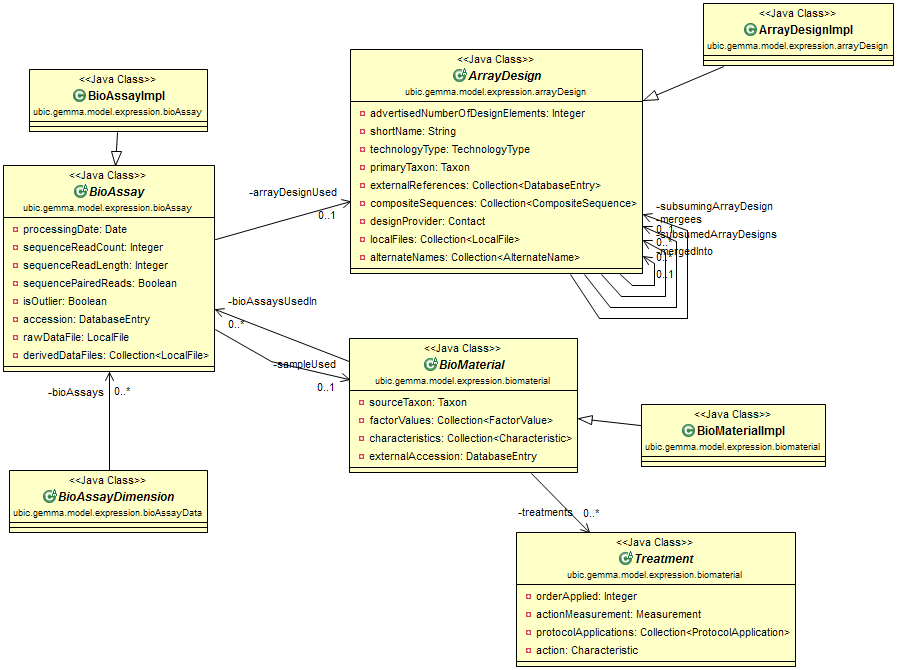 <<Java Class>>
ArrayDesignImpl
ubic.gemma.model.expression.arrayDesign
<<Java Class>>
ArrayDesign
ubic.gemma.model.expression.arrayDesign
advertisedNumberOfDesignElements: Integer
shortName: String
technologyType: TechnologyType
primaryTaxon: Taxon
externalReferences: Collection<DatabaseEntry>
compositeSequences: Collection<CompositeSequence>
designProvider: Contact
localFiles: Collection<LocalFile>
alternateNames: Collection<AlternateName>
<<Java Class>>
BioAssayImpl
ubic.gemma.model.expression.bioAssay
<<Java Class>>
BioAssay
ubic.gemma.model.expression.bioAssay
processingDate: Date
sequenceReadCount: Integer
sequenceReadLength: Integer
sequencePairedReads: Boolean
isOutlier: Boolean
accession: DatabaseEntry
rawDataFile: LocalFile
derivedDataFiles: Collection<LocalFile>
-arrayDesignUsed
0..1
-subsumingArrayDesign
-mergees
0..1
-subsumedArrayDesigns
0..*
-mergedInto
0..*
0..1
-bioAssaysUsedIn
0..*
-sampleUsed
0..1
-bioAssays
0..*
<<Java Class>>
BioMaterial
ubic.gemma.model.expression.biomaterial
sourceTaxon: Taxon
factorValues: Collection<FactorValue>
characteristics: Collection<Characteristic>
externalAccession: DatabaseEntry
<<Java Class>>
BioMaterialImpl
ubic.gemma.model.expression.biomaterial
<<Java Class>>
BioAssayDimension
ubic.gemma.model.expression.bioAssayData
-treatments
0..*
<<Java Class>>
Treatment
ubic.gemma.model.expression.biomaterial
orderApplied: Integer
actionMeasurement: Measurement
protocolApplications: Collection<ProtocolApplication>
action: Characteristic